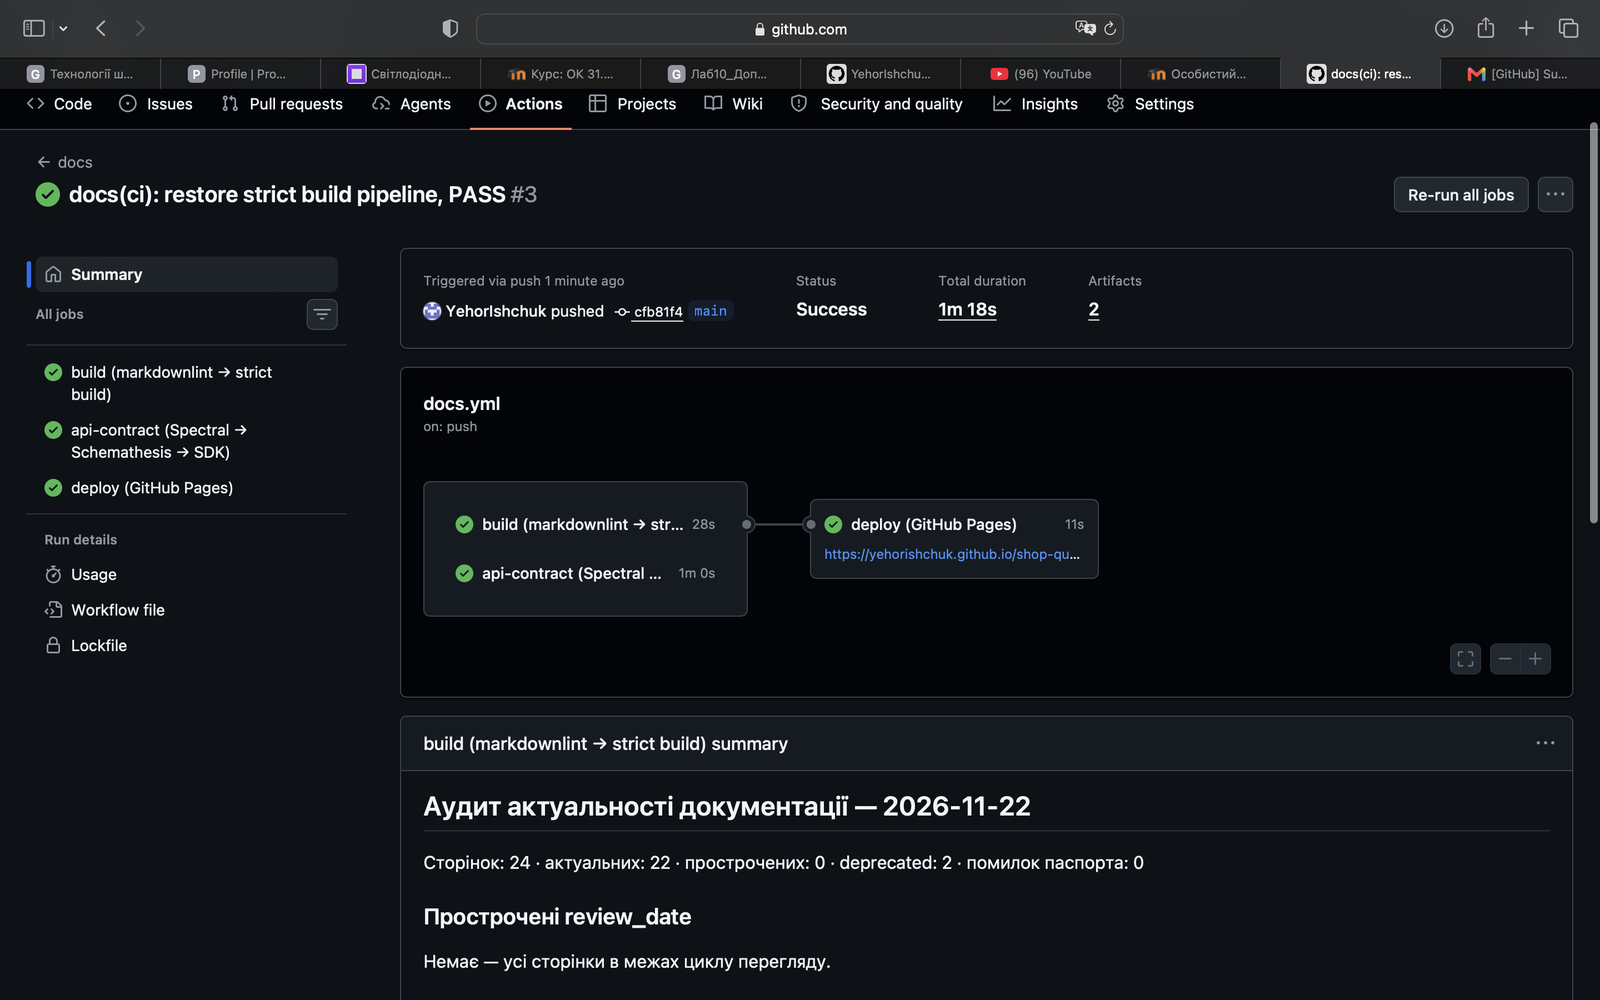 github.com
Технології ш...
Profile | Pro...
Світлодіодн...
Курс: ОК 31....
Лаб10_Доп...
YehorIshchu...
(96) YouTube
Особистий...
docs(ci): res...
[GitHub] Su...
Code
Issues
Pull requests
Agents
Actions
Projects
Wiki
Security and quality
Insights
Settings
← docs
docs(ci): restore strict build pipeline, PASS #3
Re-run all jobs
Summary
All jobs
build (markdownlint → strict
build)
api-contract (Spectral →
Schemathesis → SDK)
deploy (GitHub Pages)
Run details
Usage
Workflow file
Lockfile
Triggered via push 1 minute ago
YehorIshchuk pushed cfb81f4 main
Status
Success
Total duration
1m 18s
Artifacts
2
docs.yml
on: push
build (markdownlint → str... 28s
api-contract (Spectral ... 1m 0s
deploy (GitHub Pages) 11s
https://yehorishchuk.github.io/shop-qu...
build (markdownlint → strict build) summary
Аудит актуальності документації — 2026-11-22
Сторінок: 24 · актуальних: 22 · прострочених: 0 · deprecated: 2 · помилок паспорта: 0
Прострочені review_date
Немає — усі сторінки в межах циклу перегляду.